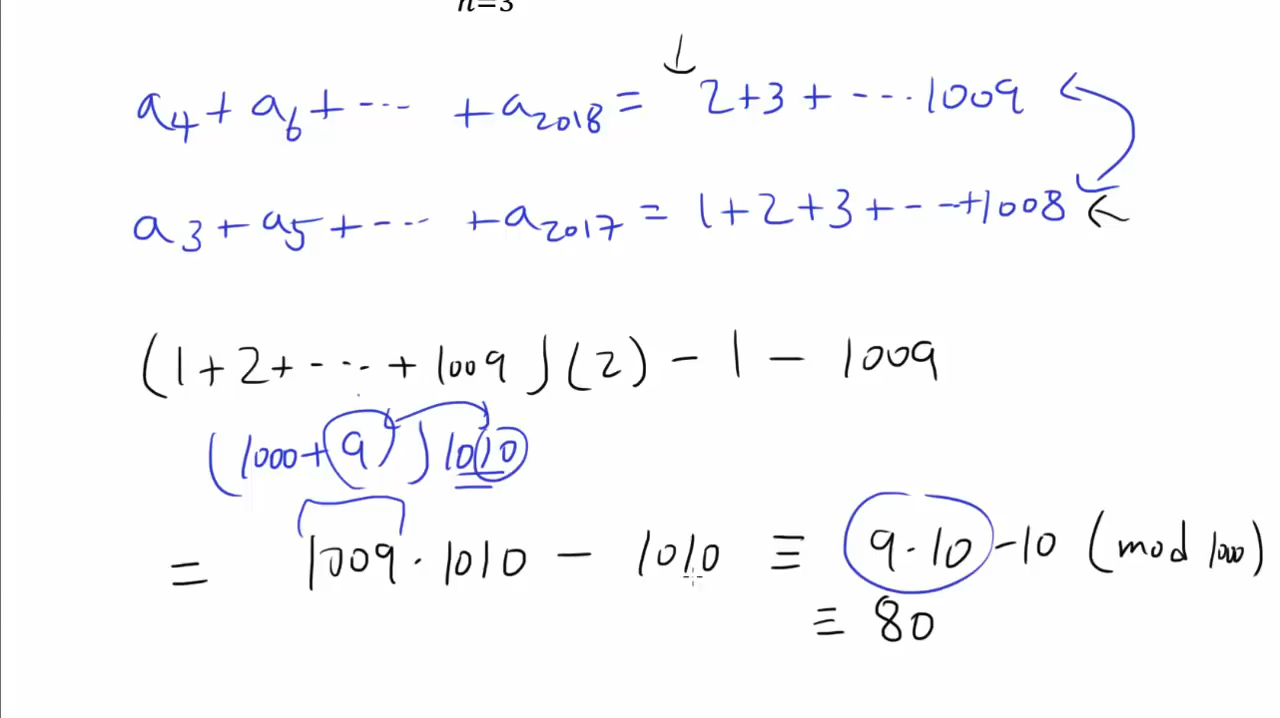 n=3
a₄ + a₆ + --- + a₂₀₁₈ = 2+3 + --- 1009
a₃ + a₅ + --- + a₂₀₁₇ = 1+2+3+ --- +1008
(1+2+ --- + 1009)(2) - 1 - 1009
(1000+9)1010
= 1009 · 1010 - 1010 ≡ 9·10 -10 (mod 1000)
≡ 80